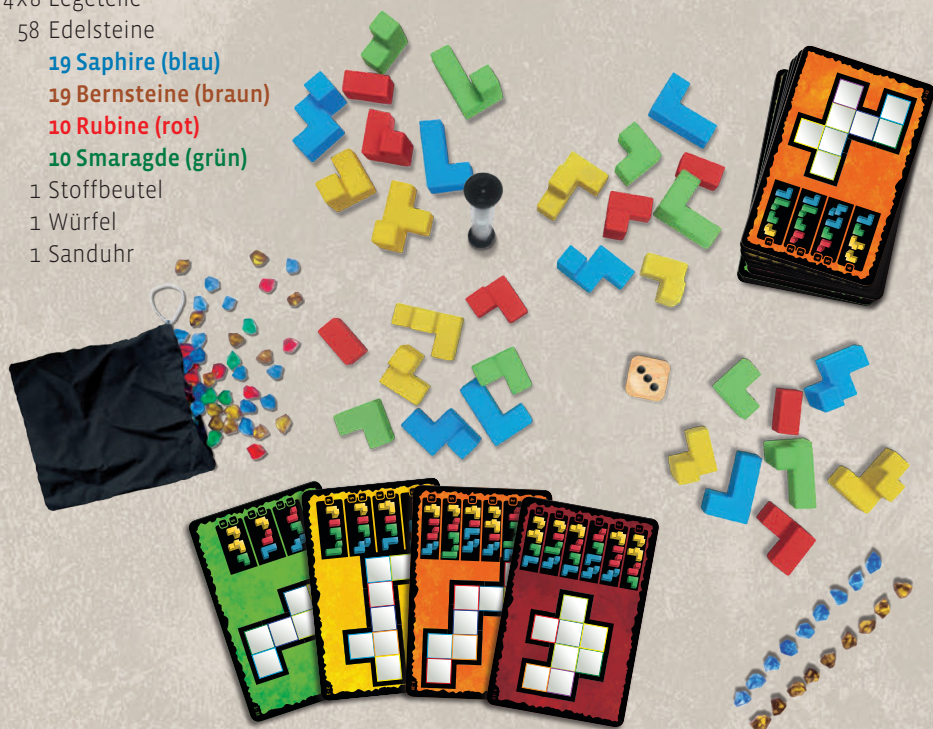 58 Edelsteine
19 Saphire (blau)
19 Bernsteine (braun)
10 Rubine (rot)
10 Smaragde (grün)
1 Stoffbeutel
1 Würfel
1 Sanduhr